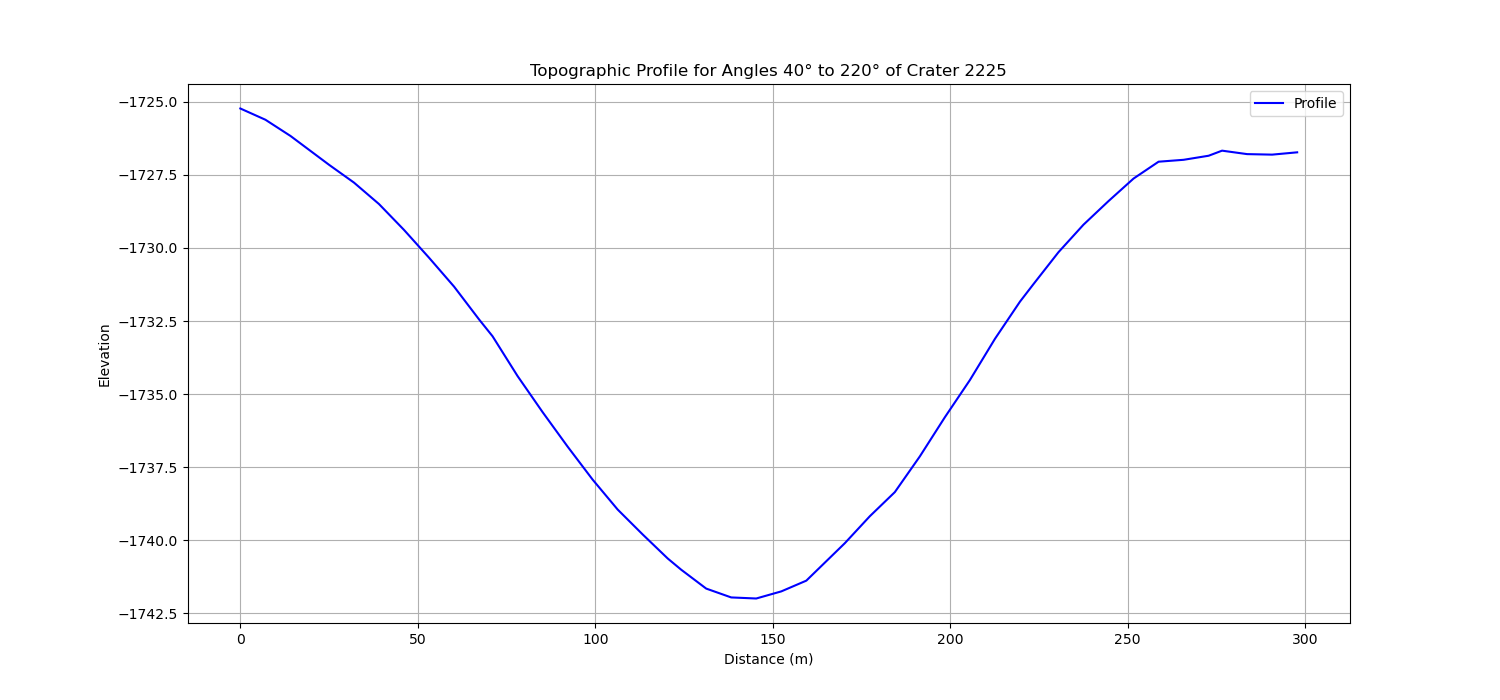 Topographic Profile for Angles 40° to 220° of Crater 2225
Profile
−1725.0
−1727.5
−1730.0
−1732.5
−1735.0
−1737.5
−1740.0
−1742.5
Elevation
0 50 100 150 200 250 300
Distance (m)